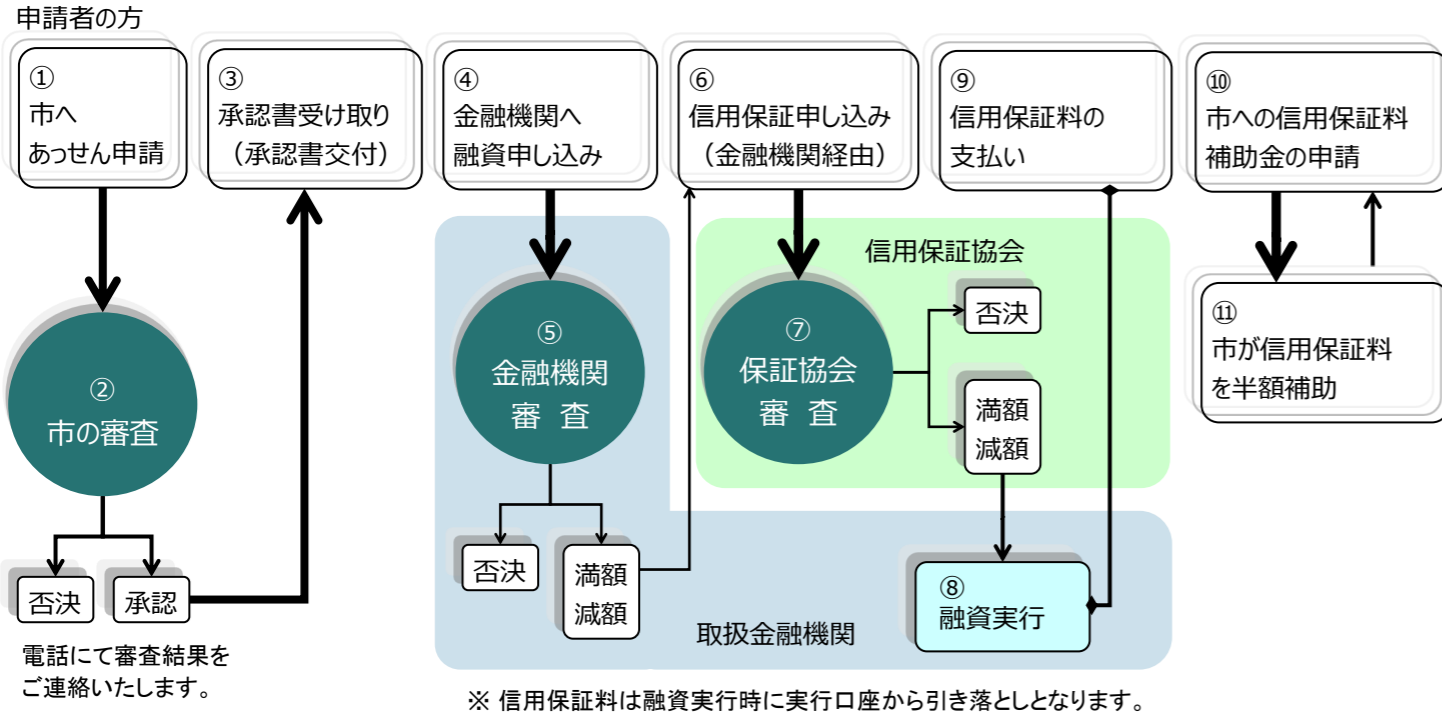 申請者の方
①
市へ
あっせん申請
③
承認書受け取り
（承認書交付）
④
金融機関へ
融資申し込み
⑥
信用保証申し込み
（金融機関経由）
⑨
信用保証料の
支払い
⑩
市への信用保証料
補助金の申請
②
市の審査
否決
承認
電話にて審査結果を
ご連絡いたします。
⑤
金融機関
審 査
否決
満額
減額
信用保証協会
⑦
保証協会
審 査
否決
満額
減額
取扱金融機関
⑧
融資実行
⑪
市が信用保証料
を半額補助
※ 信用保証料は融資実行時に実行口座から引き落としとなります。